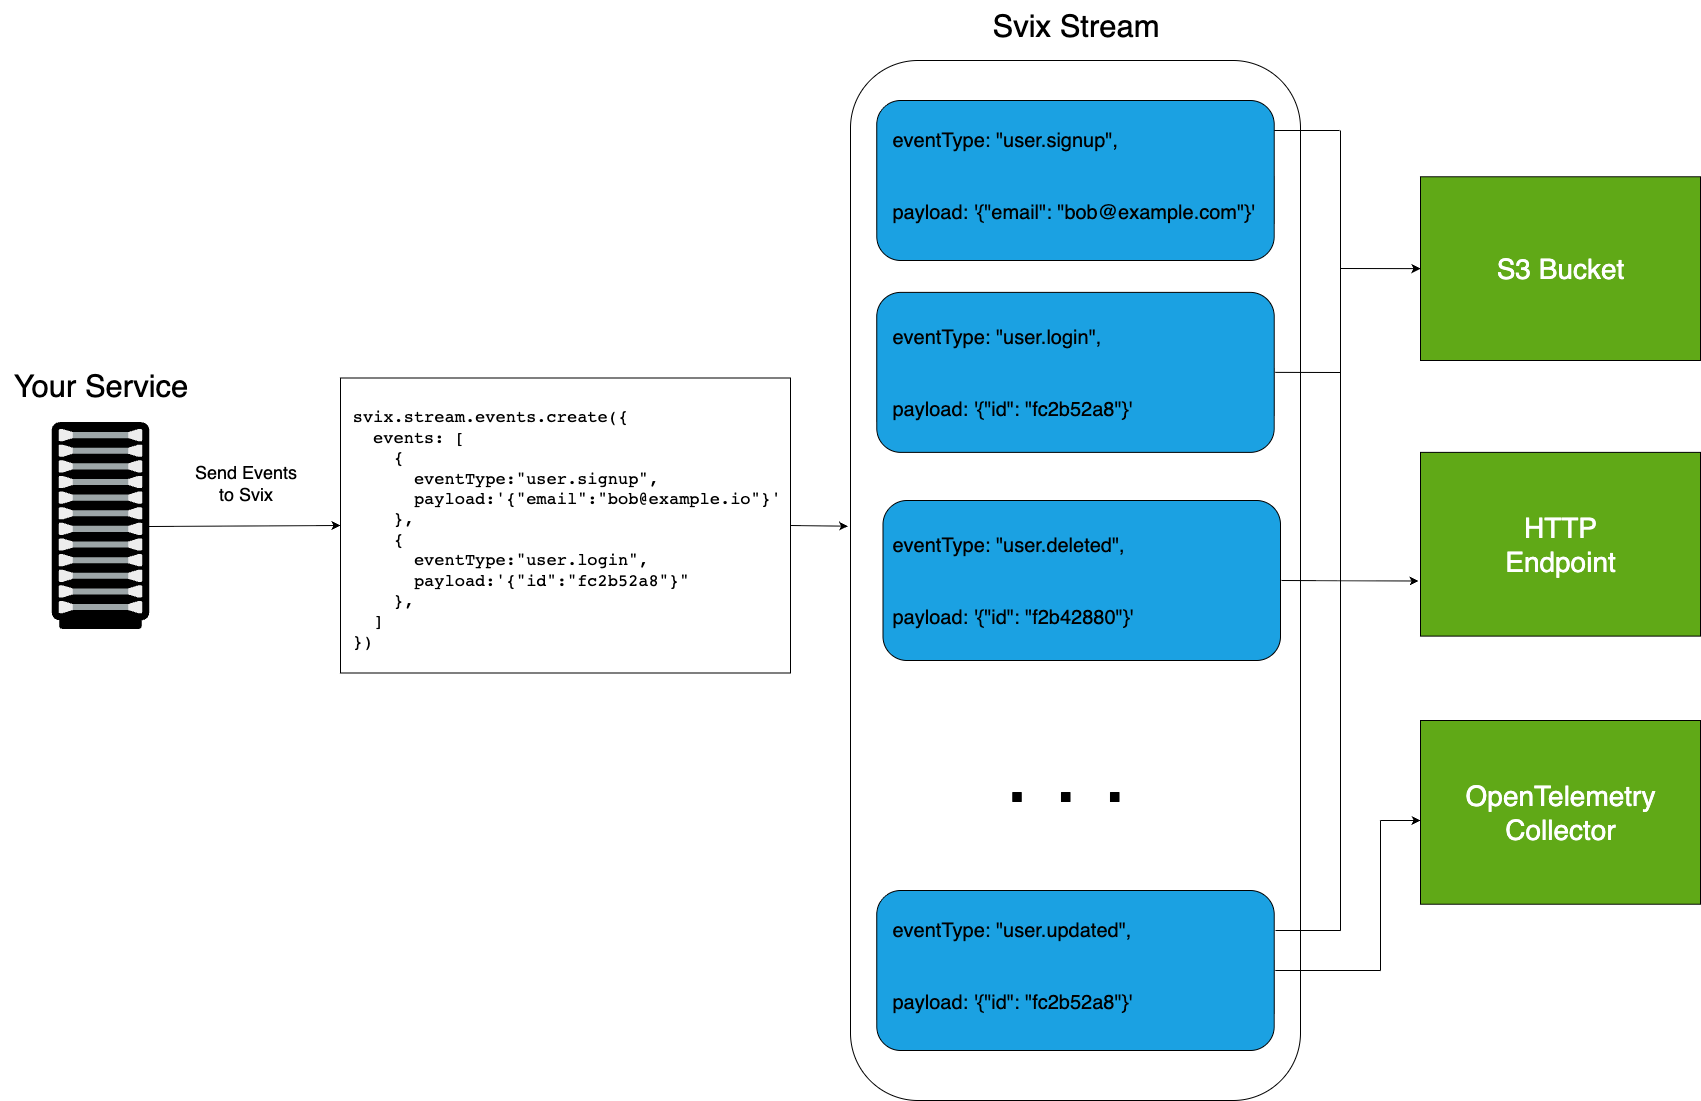 Svix Stream
Your Service
Send Events
to Svix
svix.stream.events.create({
  events: [
    {
      eventType:"user.signup",
      payload:'{"email":"bob@example.io"}'
    },
    {
      eventType:"user.login",
      payload:'{"id":"fc2b52a8"}"
    },
  ]
})
eventType: "user.signup",
payload: '{"email": "bob@example.com"}'
eventType: "user.login",
payload: '{"id": "fc2b52a8"}'
eventType: "user.deleted",
payload: '{"id": "f2b42880"}'
. . .
eventType: "user.updated",
payload: '{"id": "fc2b52a8"}'
S3 Bucket
HTTP
Endpoint
OpenTelemetry
Collector